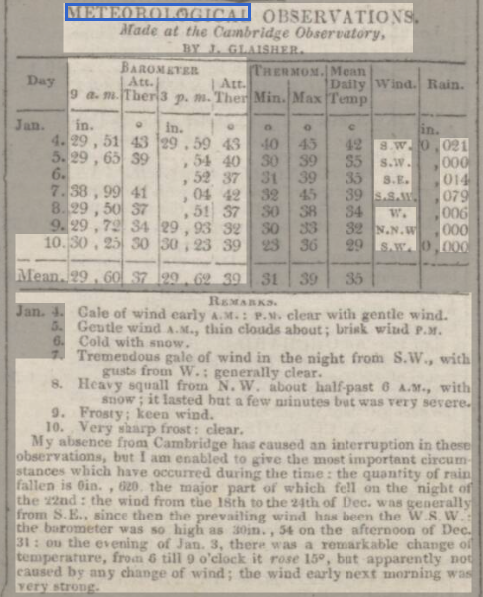 METEOROLOGICAL OBSERVATIONS.
Made at the Cambridge Observatory,
BY J. GLAISHER.
Day BAROMETER THERMOM. Mean Daily Temp Wind. Rain.
9 a.m. Att. Ther 3 p.m. Att. Ther Min. Max
Jan. in. o in. o o o o in.
4. 29 , 51 43 29 , 59 43 40 45 42 S.W. 0 ,021
5. 29 , 65 39 , 54 40 30 39 35 S.W. ,000
6. , 52 37 31 39 35 S.E. ,014
7. 38 , 99 41 , 04 42 32 45 39 S.S.W. ,079
8. 29 , 50 37 , 51 37 30 38 34 W. ,006
9. 29 , 72 34 29 , 93 32 30 33 32 N.N.W ,000
10. 30 , 25 30 30 , 23 39 23 36 29 S.W. 0 ,000
Mean. 29 , 60 37 29 , 62 39 31 39 35
REMARKS.
Jan. 4. Gale of wind early A.M.; P.M. clear with gentle wind.
5. Gentle wind A.M., thin clouds about; brisk wind P.M.
6. Cold with snow.
7. Tremendous gale of wind in the night from S.W., with
gusts from W.; generally clear.
8. Heavy squall from N.W. about half-past 6 A.M., with
snow; it lasted but a few minutes but was very severe.
9. Frosty; keen wind.
10. Very sharp frost: clear.
My absence from Cambridge has caused an interruption in these
observations, but I am enabled to give the most important circum-
stances which have occurred during the time: the quantity of rain
fallen is 0in. , 620. the major part of which fell on the night of
the 22nd: the wind from the 18th to the 24th of Dec. was generally
from S.E., since then the prevailing wind has been the W.S.W.:
the barometer was so high as 30in. , 54 on the afternoon of Dec.
31: on the evening of Jan. 3, there was a remarkable change of
temperature, from 6 till 9 o'clock it rose 15°, but apparently not
caused by any change of wind; the wind early next morning was
very strong.